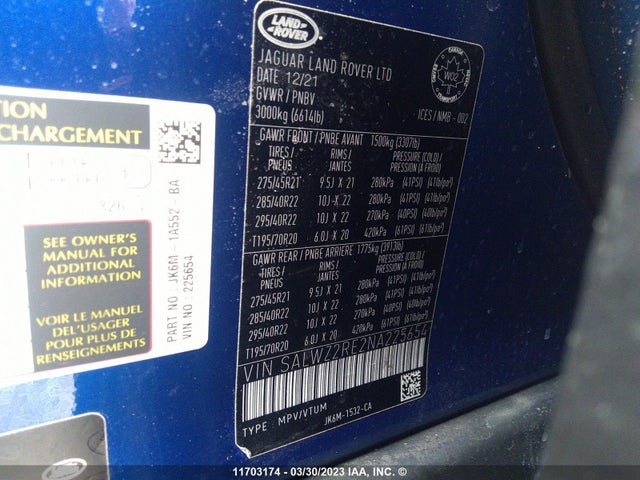 TION
CHARGEMENT
SEE OWNER'S
MANUAL FOR
ADDITIONAL
INFORMATION
VOIR LE MANUEL
DEL'USAGER
POUR PLUS DE
RENSEIGNEMENTS
PART NO: JK6M - 1A552 - BA
VIN NO: 225654
LAND-
ROVER
JAGUAR LAND ROVER LTD
DATE 12/21
GVWR / PNBV
3000kg (6614lb)
CANADA
W02
ICES / NMB - 002
GAWR FRONT / PNBE AVANT 1500kg (3307lb)
TIRES / PNEUS RIMS / JANTES PRESSURE (COLD) / PRESSION (A FROID)
275/45R21 9.5J X 21 280kPa (41PSI) (41lb/po²)
285/40R22 10J X 22 280kPa (41PSI) (41lb/po²)
295/40R22 10J X 22 270kPa (40PSI) (40lb/po²)
T195/70R20 6.0J X 20 420kPa (61PSI) (61lb/po²)
GAWR REAR / PNBE ARRIERE 1775kg (3913lb)
TIRES / PNEUS RIMS / JANTES PRESSURE (COLD) / PRESSION (A FROID)
275/45R21 9.5J X 21 280kPa (41PSI) (41lb/po²)
285/40R22 10J X 22 280kPa (41PSI) (41lb/po²)
295/40R22 10J X 22 270kPa (40PSI) (40lb/po²)
T195/70R20 6.0J X 20 420kPa (61PSI) (61lb/po²)
VIN SALWZ2RE2NA225654
TYPE MPV/VTUM
JK6M-1532-CA
11703174 - 03/30/2023 IAA, INC. ©